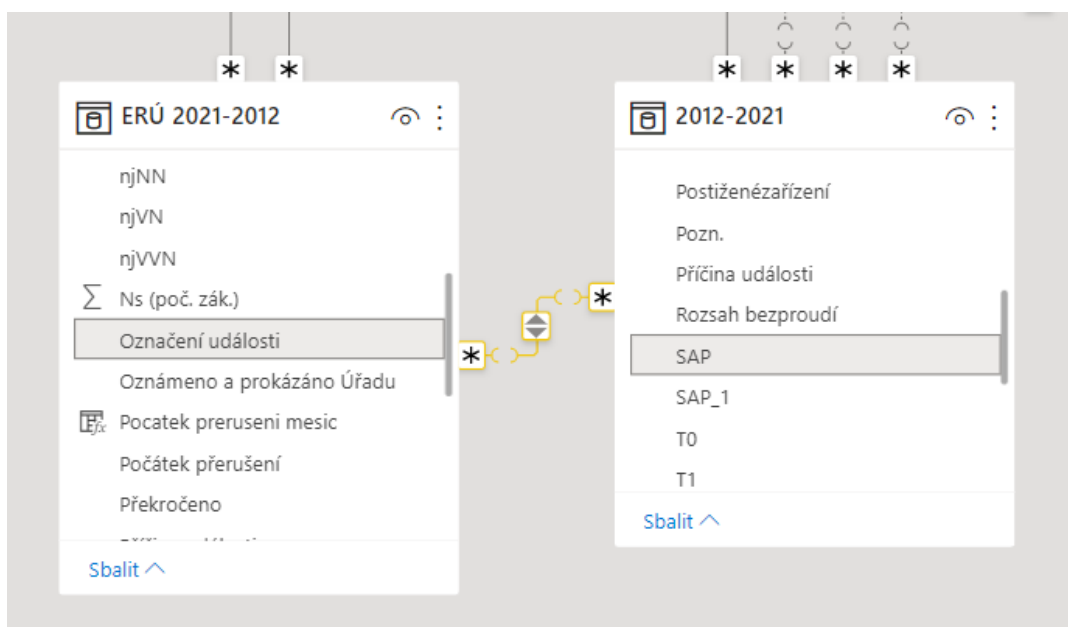 ERÚ 2021-2012
njNN
njVN
njVVN
Ns (poč. zák.)
Označení události
Oznámeno a prokázáno Úřadu
Pocatek preruseni mesic
Počátek přerušení
Překročeno
Sbalit
2012-2021
Postiženézařízení
Pozn.
Příčina události
Rozsah bezproudí
SAP
SAP_1
T0
T1
Sbalit